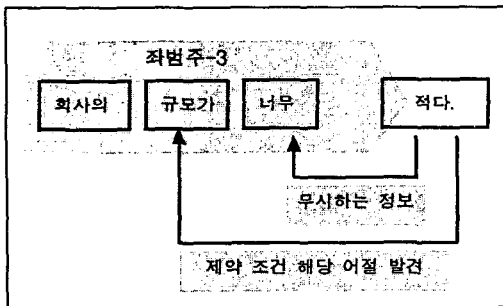 좌범주-3
회사의 규모가 너무 적다.
무시하는 정보
제약 조건 해당 어절 발견